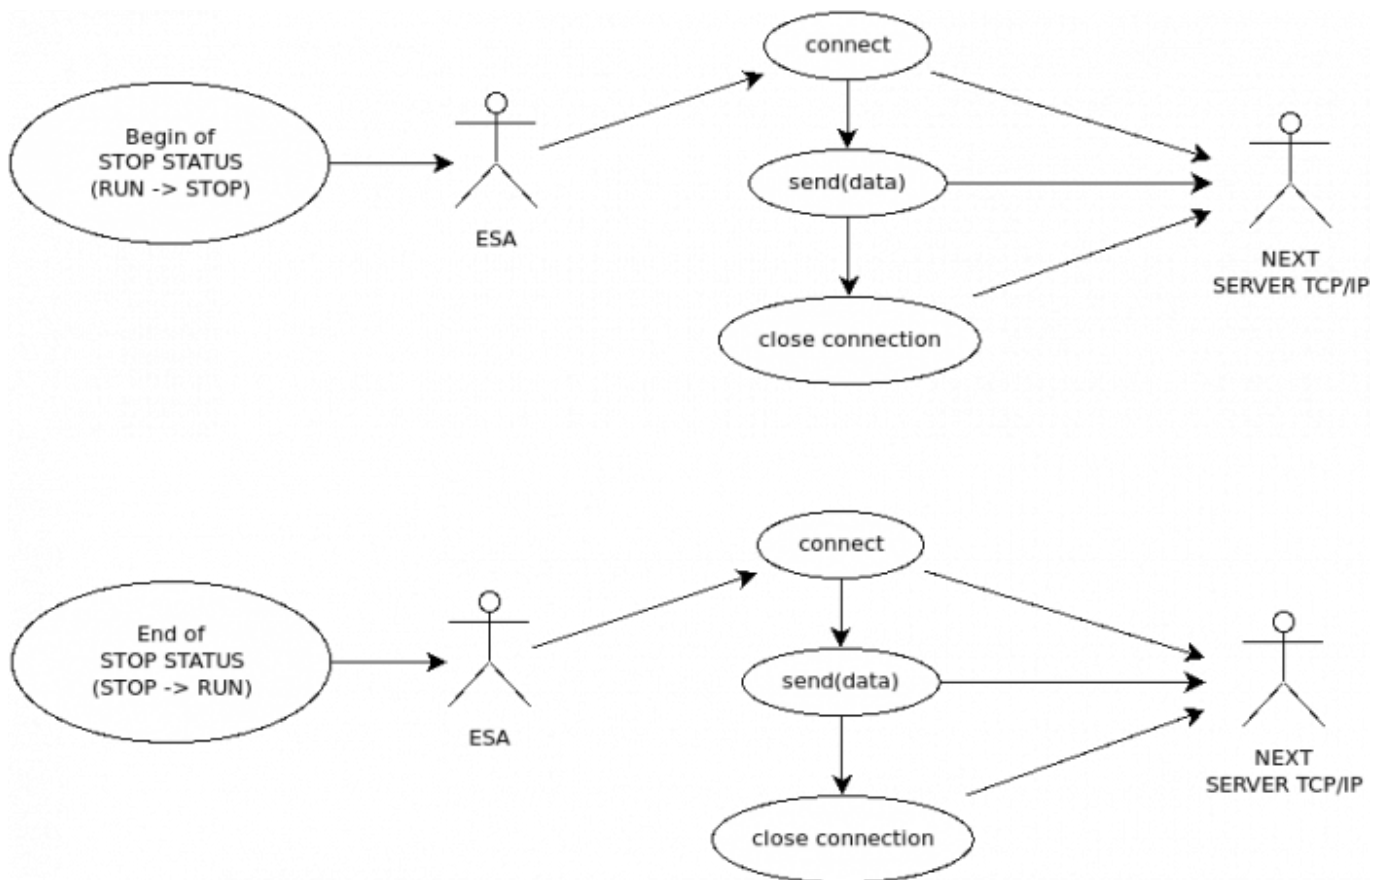 connect
Begin of
STOP STATUS
(RUN -> STOP)
send(data)
ESA
NEXT
SERVER TCP/IP
close connection
connect
End of
STOP STATUS
(STOP -> RUN)
send(data)
ESA
NEXT
SERVER TCP/IP
close connection